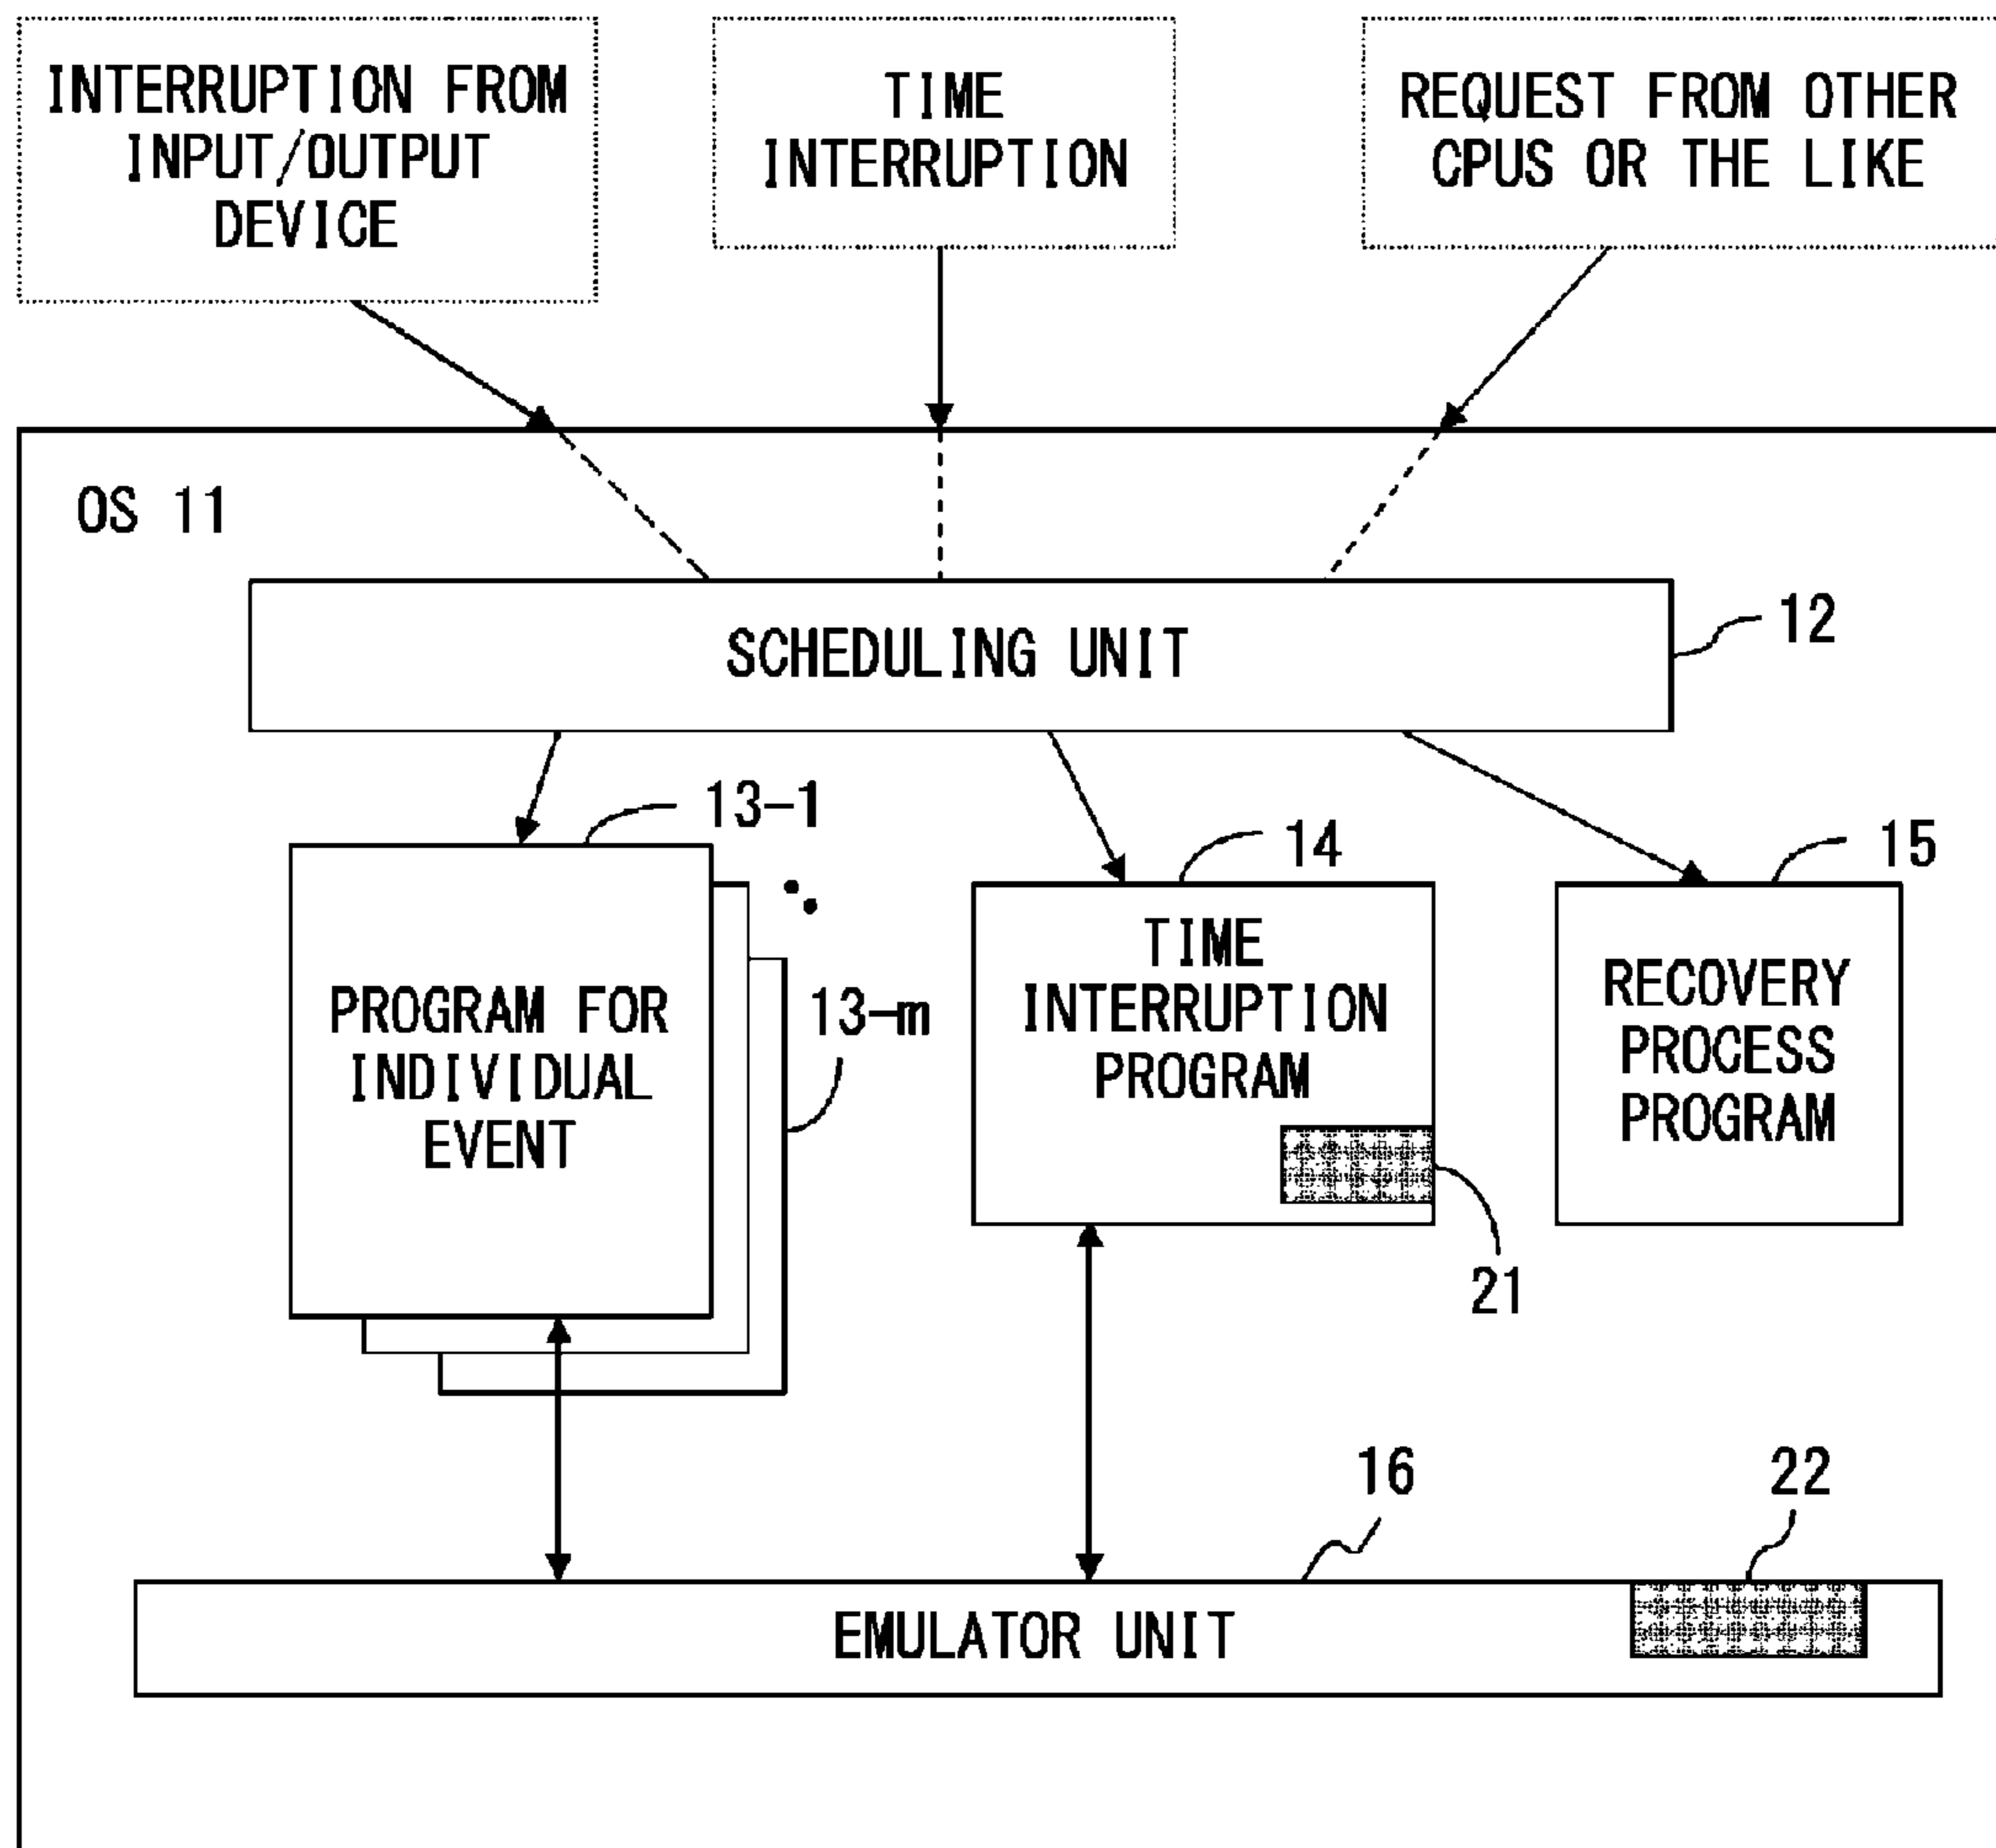 INTERRUPTION FROM
INPUT/OUTPUT
DEVICE
TIME
INTERRUPTION
REQUEST FROM OTHER
CPUS OR THE LIKE
OS 11
SCHEDULING UNIT
12
13-1
14
15
PROGRAM FOR
INDIVIDUAL
EVENT
13-m
TIME
INTERRUPTION
PROGRAM
RECOVERY
PROCESS
PROGRAM
21
16
22
EMULATOR UNIT